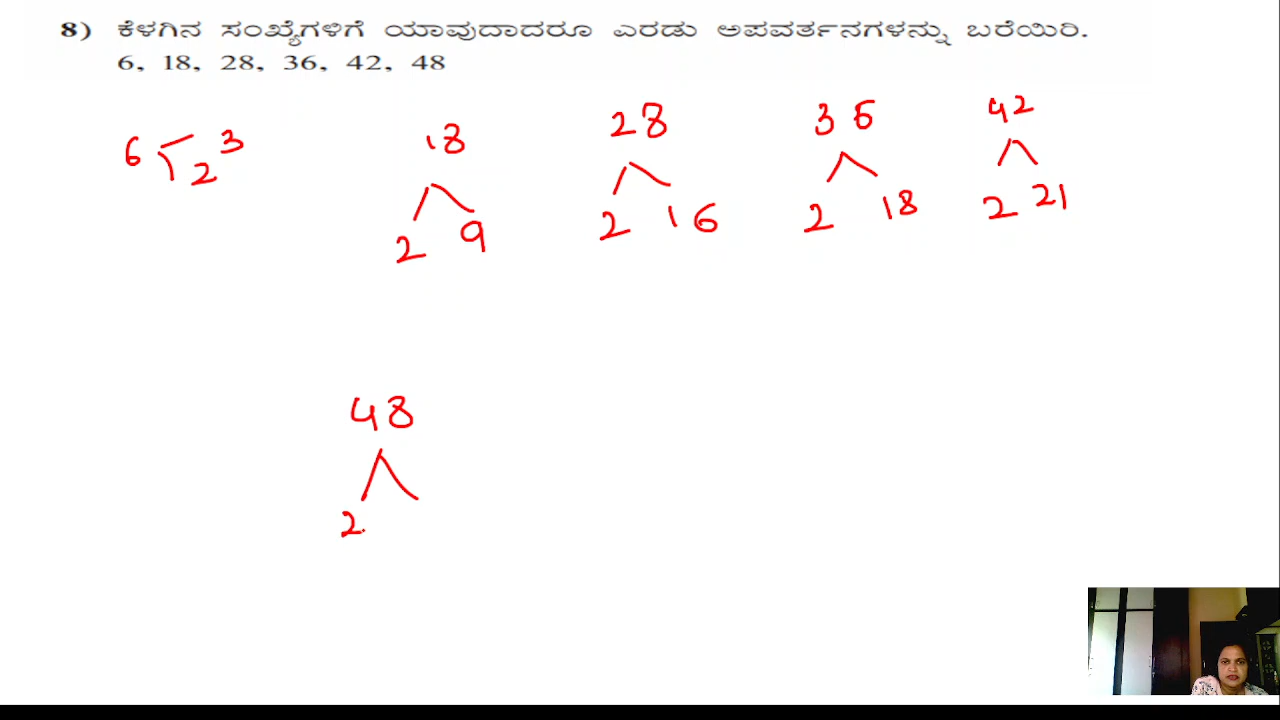 8) ಕೆಳಗಿನ ಸಂಖ್ಯೆಗಳಿಗೆ ಯಾವುದಾದರೂ ಎರಡು ಅಪವರ್ತನಗಳನ್ನು ಬರೆಯಿರಿ.
6, 18, 28, 36, 42, 48
6 3 18 28 36 42
2
2 9 2 16 2 18 2 21
48
2